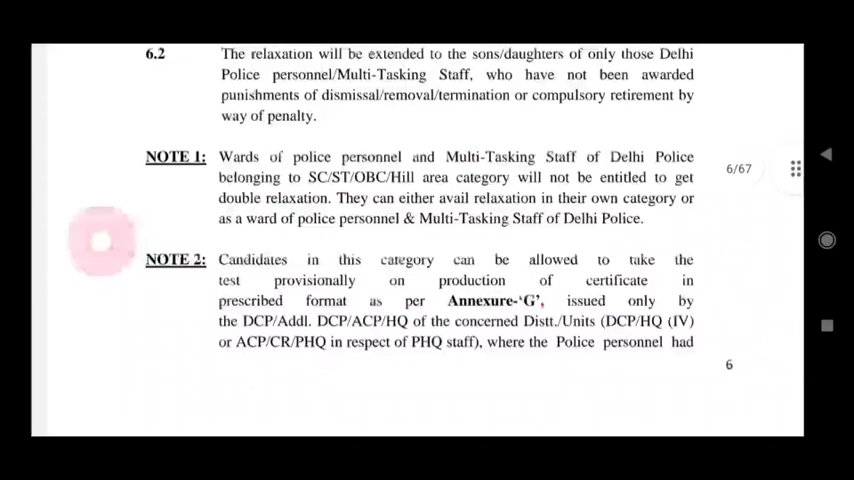 6.2 The relaxation will be extended to the sons/daughters of only those Delhi
Police personnel/Multi-Tasking Staff, who have not been awarded
punishments of dismissal/removal/termination or compulsory retirement by
way of penalty.
NOTE 1: Wards of police personnel and Multi-Tasking Staff of Delhi Police
belonging to SC/ST/OBC/Hill area category will not be entitled to get
double relaxation. They can either avail relaxation in their own category or
as a ward of police personnel & Multi-Tasking Staff of Delhi Police.
6/67
NOTE 2: Candidates in this category can be allowed to take the
test provisionally on production of certificate in
prescribed format as per Annexure-‘G’, issued only by
the DCP/Addl. DCP/ACP/HQ of the concerned Distt./Units (DCP/HQ (IV)
or ACP/CR/PHQ in respect of PHQ staff), where the Police personnel had
6